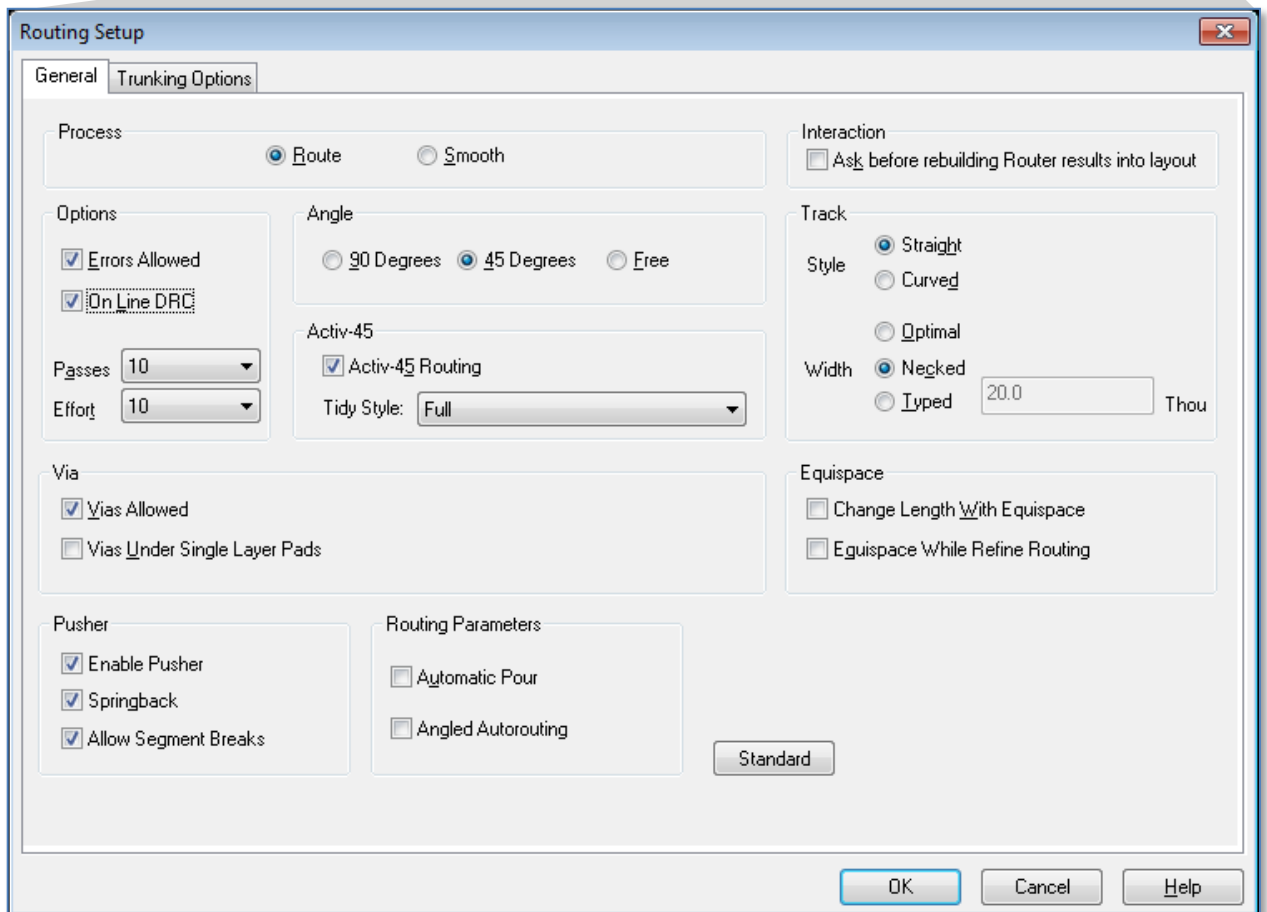 Routing Setup
General
Trunking Options
Process
Route
Smooth
Interaction
Ask before rebuilding Router results into layout
Options
Errors Allowed
On Line DRC
Passes 10
Effort 10
Angle
90 Degrees
45 Degrees
Free
Activ-45
Activ-45 Routing
Tidy Style: Full
Track
Style
Straight
Curved
Width
Optimal
Necked
Typed
20.0
Thou
Via
Vias Allowed
Vias Under Single Layer Pads
Equispace
Change Length With Equispace
Equispace While Refine Routing
Pusher
Enable Pusher
Springback
Allow Segment Breaks
Routing Parameters
Automatic Pour
Angled Autorouting
Standard
OK
Cancel
Help